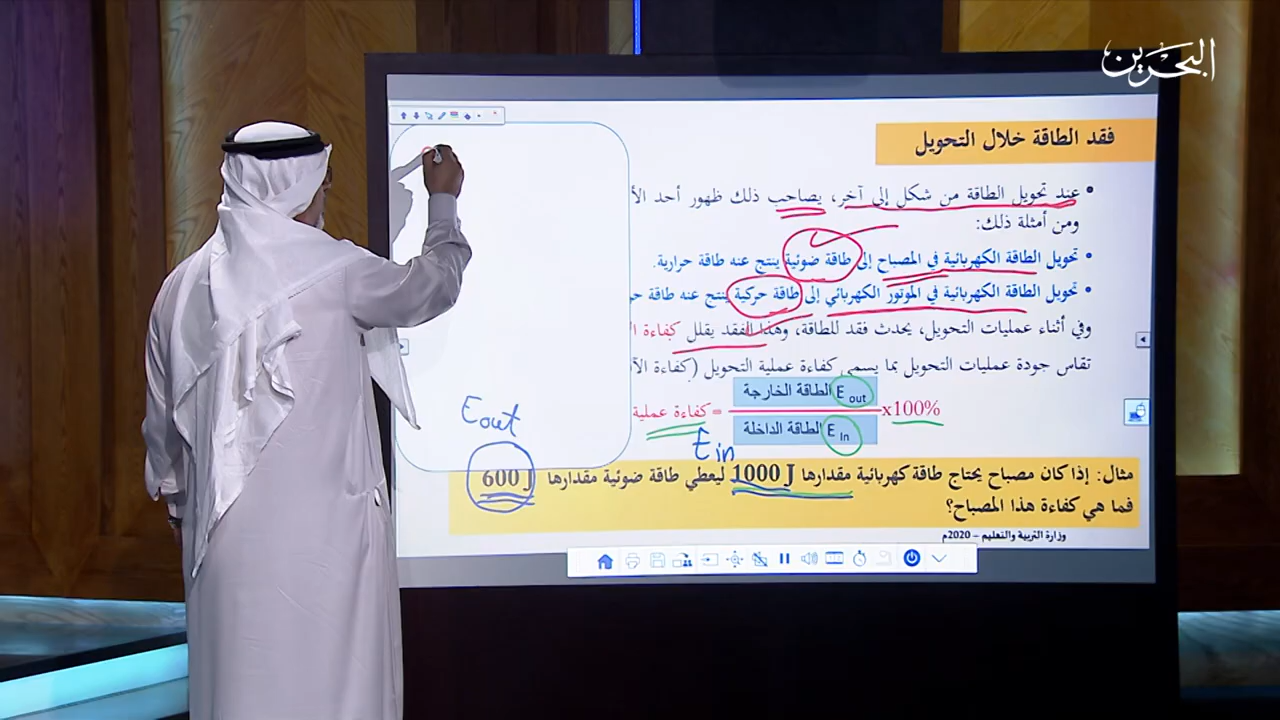 البحرين
فقد الطاقة خلال التحويل
• عند تحويل الطاقة من شكل إلى آخر، يصاحب ذلك ظهور أحد
ومن أمثلة ذلك:
• تحويل الطاقة الكهربائية في المصباح إلى طاقة ضوئية ينتج عنه طاقة حرارية.
• تحويل الطاقة الكهربائية في الموتور الكهربائي إلى طاقة حركية ينتج عنه طاقة
وفي أثناء عمليات التحويل، يحدث فقد للطاقة، وهذا الفقد يقلل كفاءة
تقاس جودة عمليات التحويل بما يسمى كفاءة عملية التحويل (كفاءة
الطاقة الخارجة E out
كفاءة عملية = x100%
الطاقة الداخلة E In
Eout
Ein
مثال: إذا كان مصباح يحتاج طاقة كهربائية مقدارها 1000 J ليعطي طاقة ضوئية مقدارها 600 J
فما هي كفاءة هذا المصباح؟
وزارة التربية والتعليم - 2020م